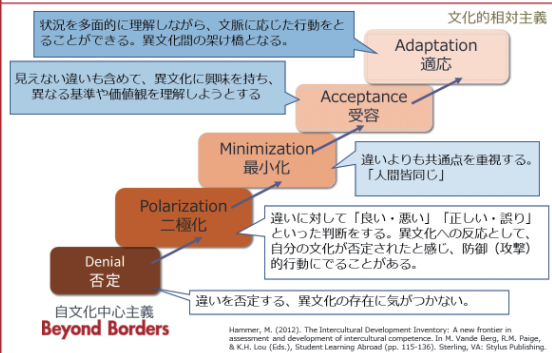 文化的相対主義
状況を多面的に理解しながら、文脈に応じた行動をと
ることができる。異文化間の架け橋となる。
Adaptation
適応
見えない違いも含めて、異文化に興味を持ち、
異なる基準や価値観を理解しようとする
Acceptance
受容
Minimization
最小化
違いよりも共通点を重視する。
「人間皆同じ」
Polarization
二極化
違いに対して「良い・悪い」「正しい・誤り」
といった判断をする。異文化への反応として、
自分の文化が否定されたと感じ、防御（攻撃）
的行動にでることがある。
Denial
否定
違いを否定する、異文化の存在に気がつかない。
自文化中心主義
Beyond Borders
Hammer, M. (2012). The Intercultural Development Inventory: A new frontier in
assessment and development of intercultural competence. In M. Vande Berg, R.M. Paige,
& K.H. Lou (Eds.), Student Learning Abroad (pp. 115-136). Sterling, VA: Stylus Publishing.